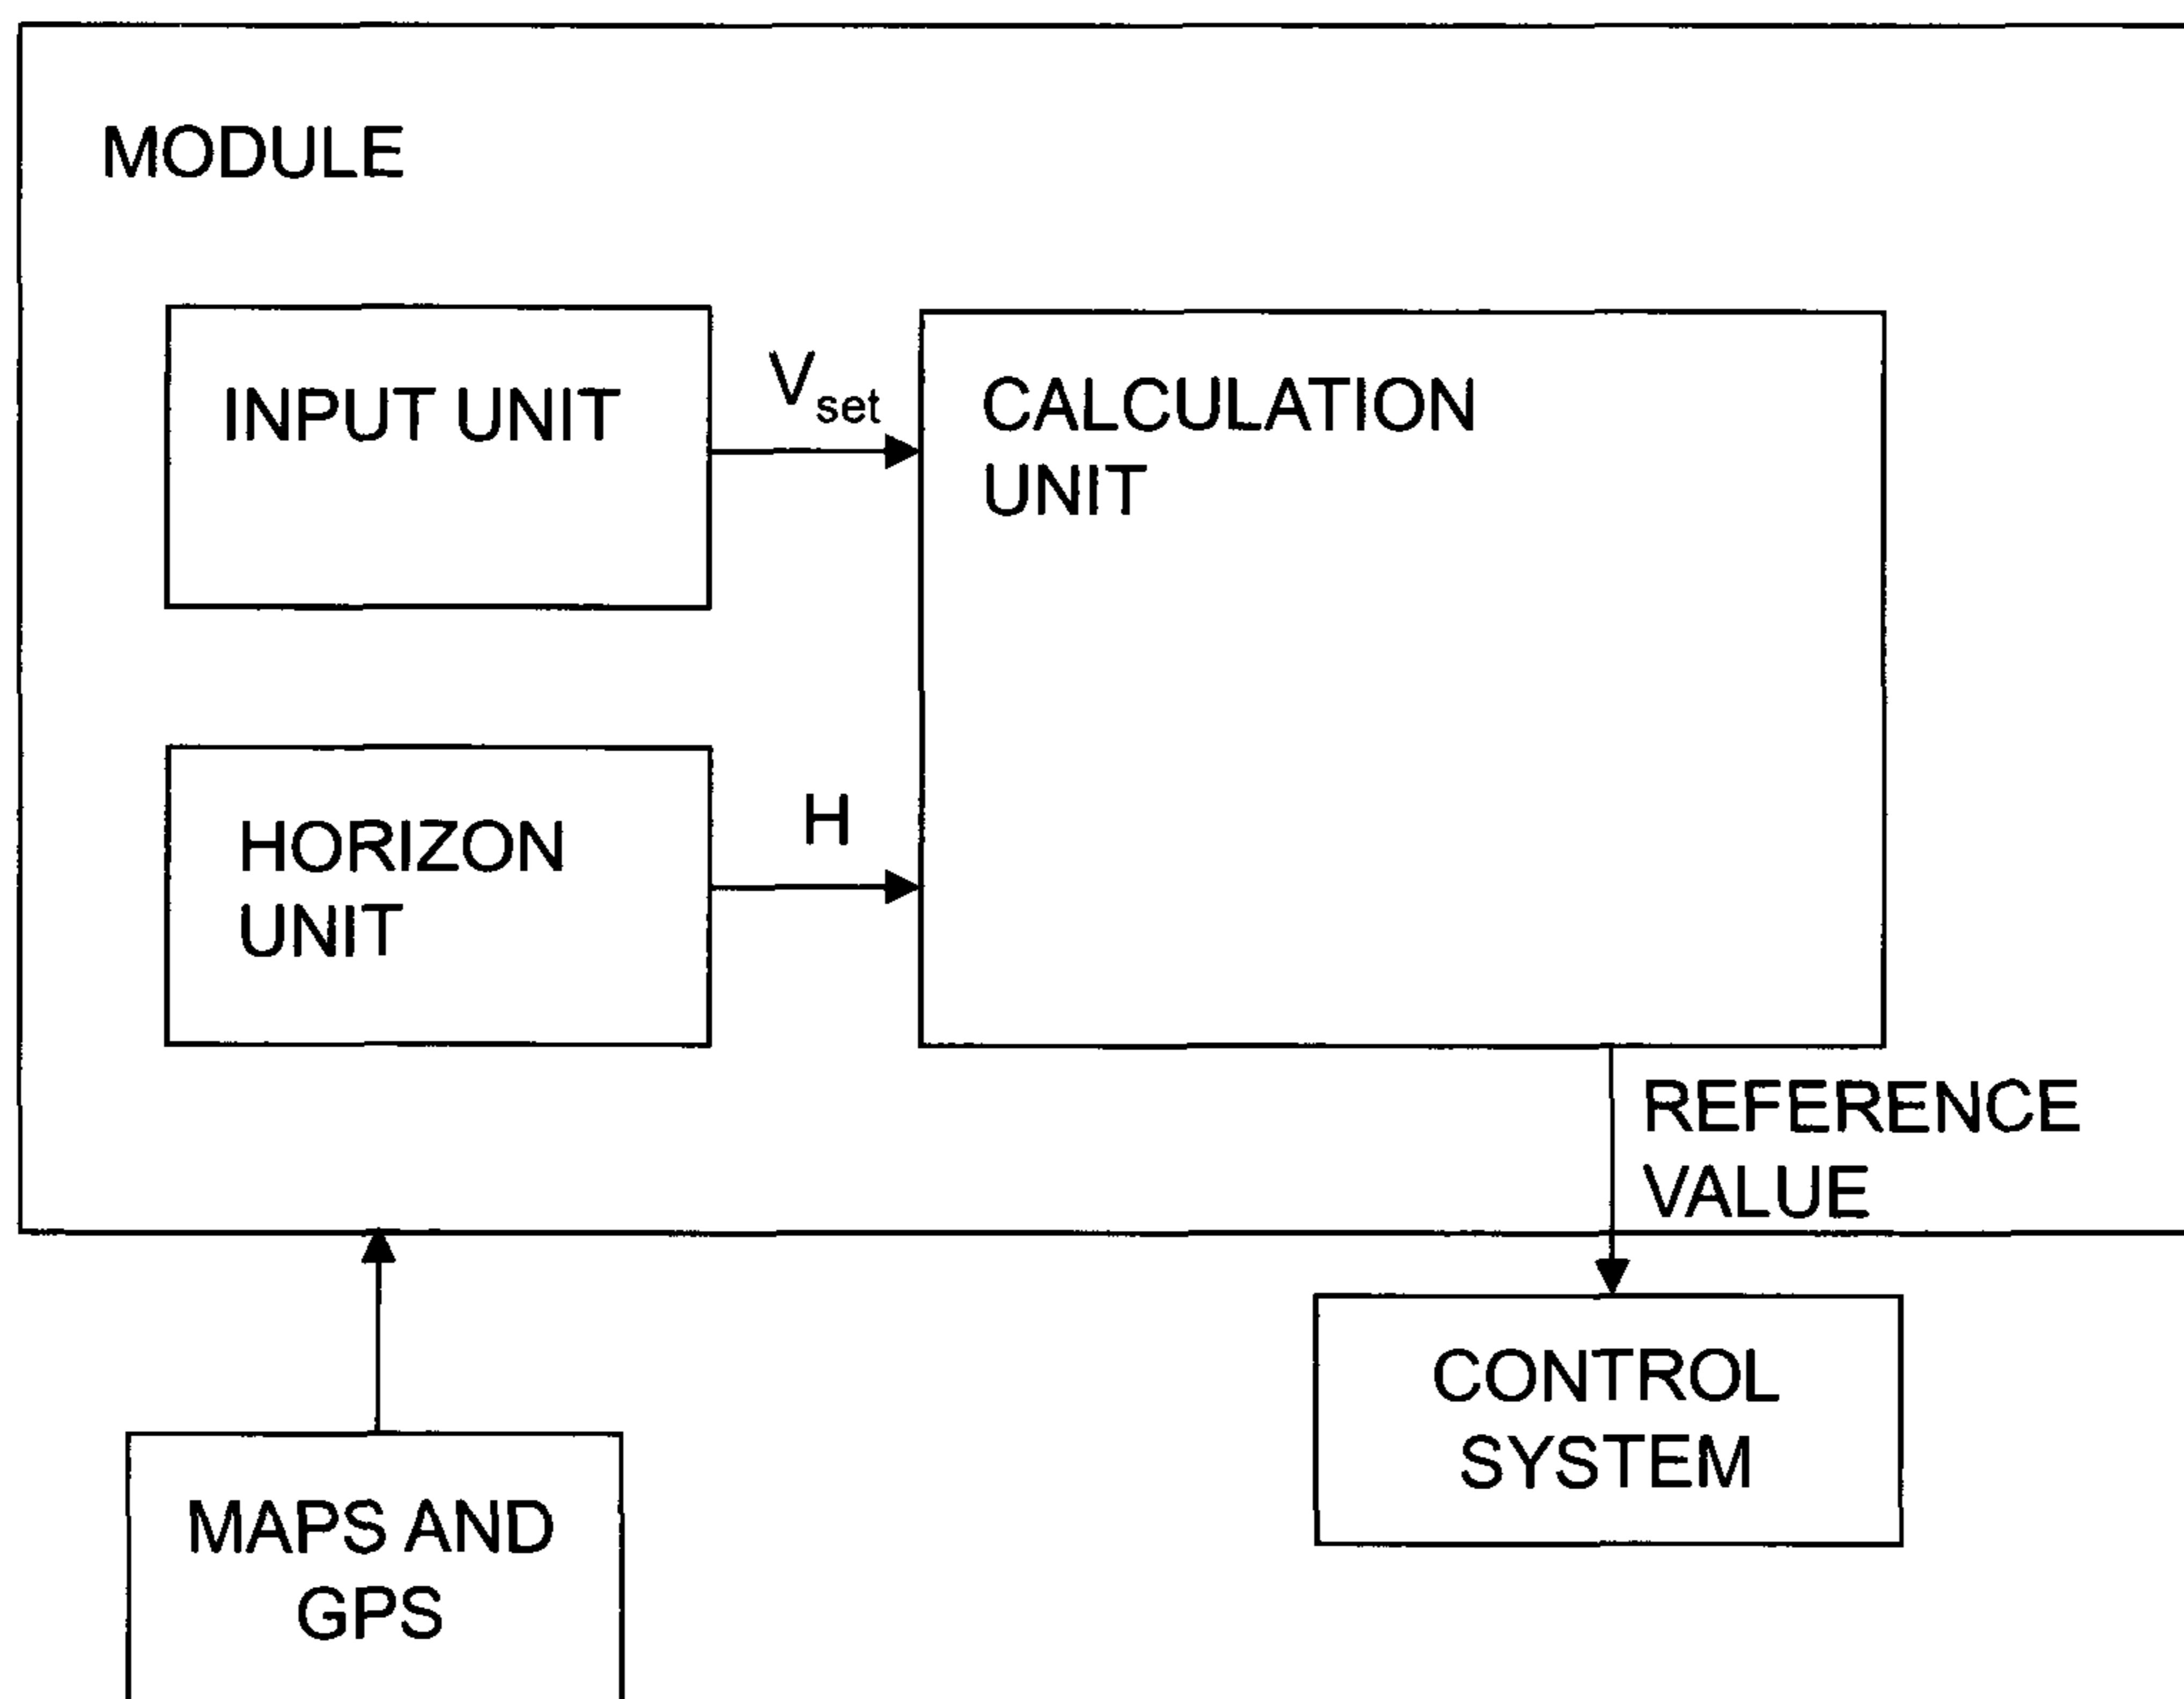 MODULE
INPUT UNIT
Vset
CALCULATION
UNIT
HORIZON
UNIT
H
REFERENCE
VALUE
CONTROL
SYSTEM
MAPS AND
GPS